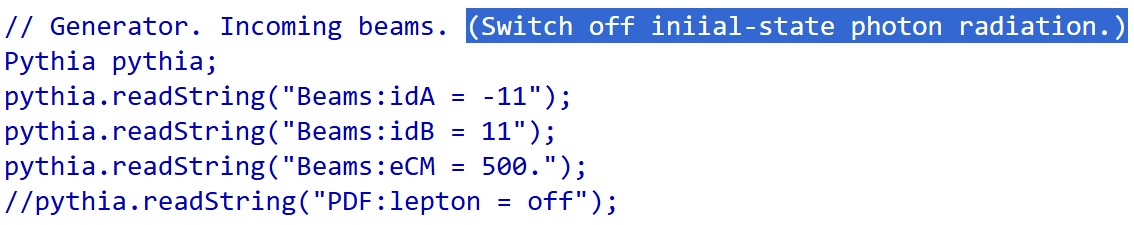 // Generator. Incoming beams. (Switch off iniial-state photon radiation.)
Pythia pythia;
pythia.readString("Beams:idA = -11");
pythia.readString("Beams:idB = 11");
pythia.readString("Beams:eCM = 500.");
//pythia.readString("PDF:lepton = off");